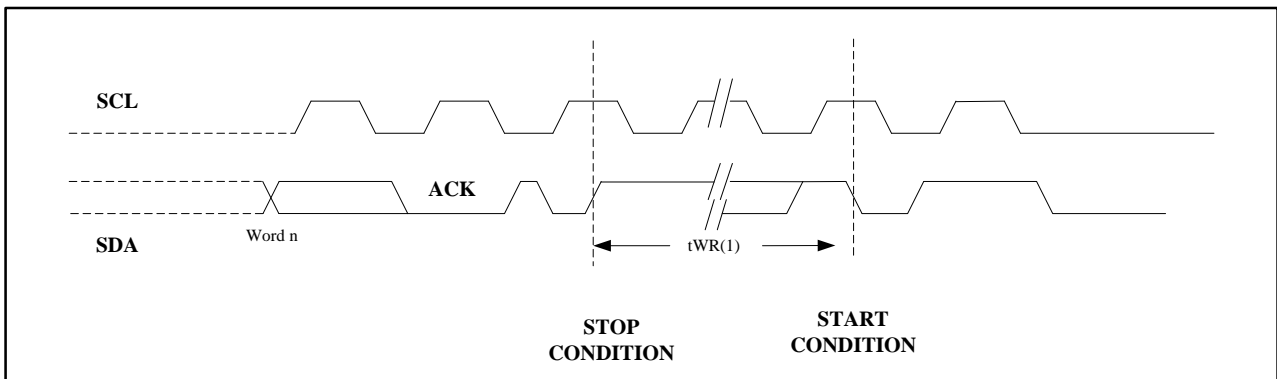 SCL
ACK
Word n
SDA
tWR(1)
STOP
CONDITION
START
CONDITION